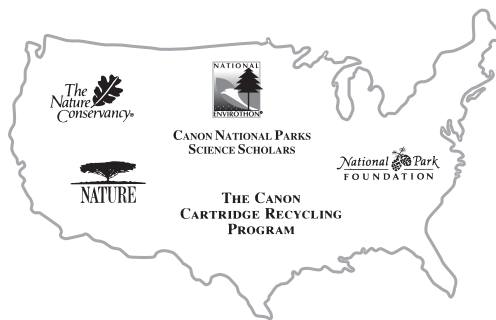 The
Nature
Conservancy®
NATIONAL
ENVIROTHON®
CANON NATIONAL PARKS
SCIENCE SCHOLARS
NATURE
National Park
FOUNDATION
THE CANON
CARTRIDGE RECYCLING
PROGRAM